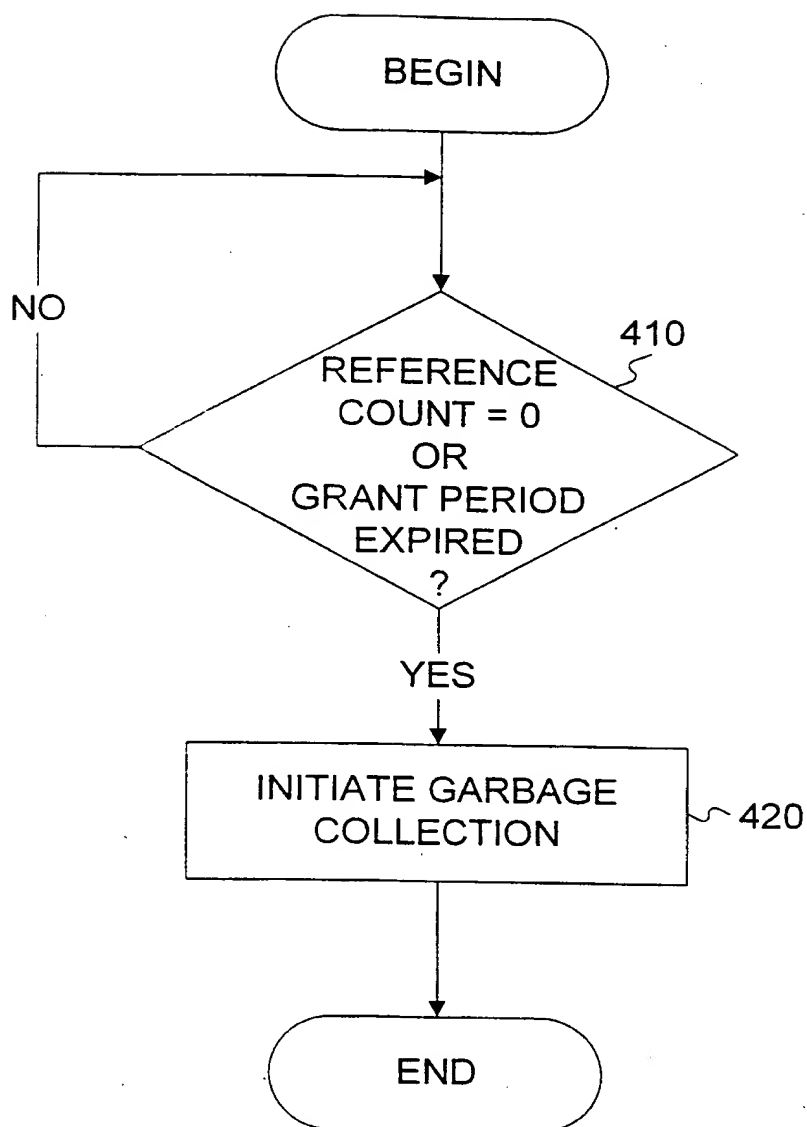 BEGIN
NO
410
REFERENCE
COUNT = 0
OR
GRANT PERIOD
EXPIRED
?
YES
INITIATE GARBAGE
COLLECTION
420
END